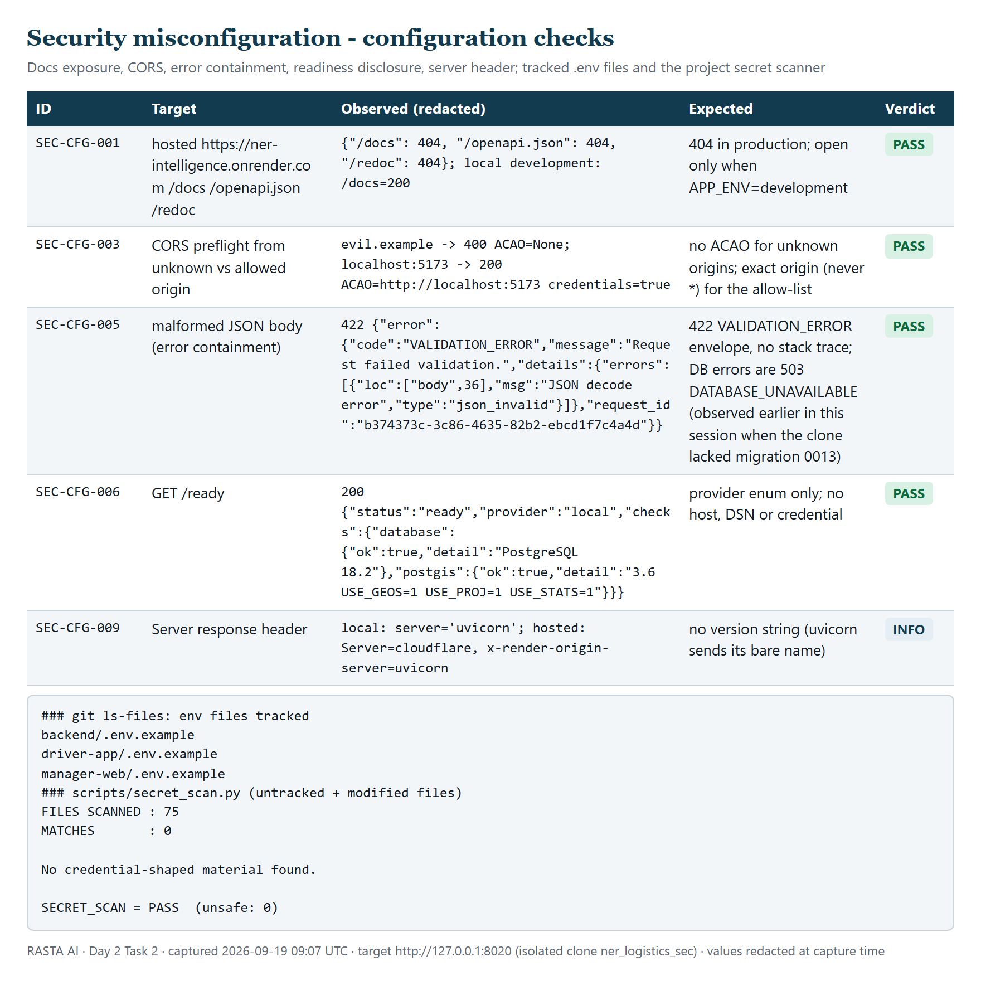 Security misconfiguration - configuration checks
Docs exposure, CORS, error containment, readiness disclosure, server header; tracked .env files and the project secret scanner
ID Target Observed (redacted) Expected Verdict
SEC-CFG-001
hosted https://ner-
intelligence.onrender.co
m /docs /openapi.json
/redoc
{"/docs": 404, "/openapi.json": 404,
"/redoc": 404}; local development:
/docs=200
404 in production; open
only when
APP_ENV=development
PASS
SEC-CFG-003
CORS preflight from
unknown vs allowed
origin
evil.example -> 400 ACAO=None;
localhost:5173 -> 200
ACAO=http://localhost:5173 credentials=true
no ACAO for unknown
origins; exact origin (never
*) for the allow-list
PASS
SEC-CFG-005
malformed JSON body
(error containment)
422 {"error":
{"code":"VALIDATION_ERROR","message":"Reque
st failed validation.","details":{"errors":
[{"loc":["body",36],"msg":"JSON decode
error","type":"json_invalid"}]},"request_id
":"b374373c-3c86-4635-82b2-ebcd1f7c4a4d"}}
422 VALIDATION_ERROR
envelope, no stack trace;
DB errors are 503
DATABASE_UNAVAILABLE
(observed earlier in this
session when the clone
lacked migration 0013)
PASS
SEC-CFG-006
GET /ready
200
{"status":"ready","provider":"local","check
s":{"database":
{"ok":true,"detail":"PostgreSQL
18.2"},"postgis":{"ok":true,"detail":"3.6
USE_GEOS=1 USE_PROJ=1 USE_STATS=1"}}}
provider enum only; no
host, DSN or credential
PASS
SEC-CFG-009
Server response header
local: server='uvicorn'; hosted:
Server=cloudflare, x-render-origin-
server=uvicorn
no version string (uvicorn
sends its bare name)
INFO
### git ls-files: env files tracked
backend/.env.example
driver-app/.env.example
manager-web/.env.example
### scripts/secret_scan.py (untracked + modified files)
FILES SCANNED : 75
MATCHES       : 0
No credential-shaped material found.
SECRET_SCAN = PASS  (unsafe: 0)
RASTA AI · Day 2 Task 2 · captured 2026-09-19 09:07 UTC · target http://127.0.0.1:8020 (isolated clone ner_logistics_sec) · values redacted at capture time